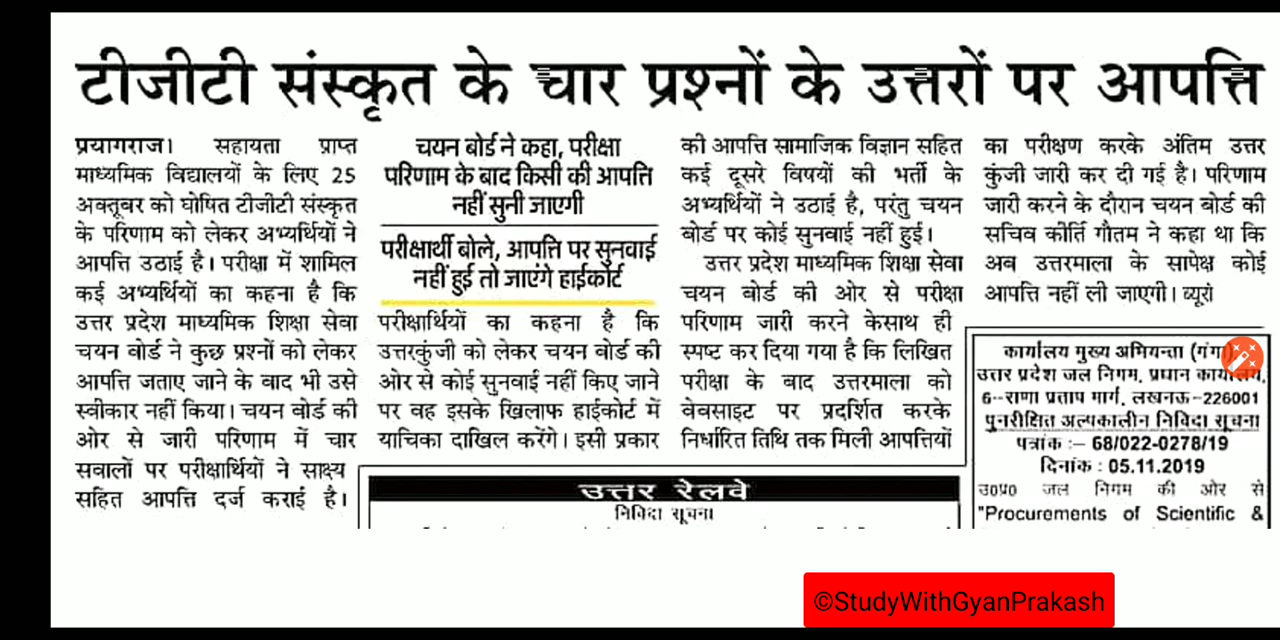 टीजीटी संस्कृत के चार प्रश्नों के उत्तरों पर आपत्ति
प्रयागराज। सहायता प्राप्त
माध्यमिक विद्यालयों के लिए 25
अक्तूबर को घोषित टीजीटी संस्कृत
के परिणाम को लेकर अभ्यर्थियों ने
आपत्ति उठाई है। परीक्षा में शामिल
कई अभ्यर्थियों का कहना है कि
उत्तर प्रदेश माध्यमिक शिक्षा सेवा
चयन बोर्ड ने कुछ प्रश्नों को लेकर
आपत्ति जताए जाने के बाद भी उसे
स्वीकार नहीं किया। चयन बोर्ड की
ओर से जारी परिणाम में चार
सवालों पर परीक्षार्थियों ने साक्ष्य
सहित आपत्ति दर्ज कराई है।
चयन बोर्ड ने कहा, परीक्षा
परिणाम के बाद किसी की आपत्ति
नहीं सुनी जाएगी
परीक्षार्थी बोले, आपत्ति पर सुनवाई
नहीं हुई तो जाएंगे हाईकोर्ट
परीक्षार्थियों का कहना है कि
उत्तरकुंजी को लेकर चयन बोर्ड की
ओर से कोई सुनवाई नहीं किए जाने
पर वह इसके खिलाफ हाईकोर्ट में
याचिका दाखिल करेंगे। इसी प्रकार
की आपत्ति सामाजिक विज्ञान सहित
कई दूसरे विषयों की भर्ती के
अभ्यर्थियों ने उठाई है, परंतु चयन
बोर्ड पर कोई सुनवाई नहीं हुई।
उत्तर प्रदेश माध्यमिक शिक्षा सेवा
चयन बोर्ड की ओर से परीक्षा
परिणाम जारी करने केसाथ ही
स्पष्ट कर दिया गया है कि लिखित
परीक्षा के बाद उत्तरमाला को
वेबसाइट पर प्रदर्शित करके
निर्धारित तिथि तक मिली आपत्तियों
का परीक्षण करके अंतिम उत्तर
कुंजी जारी कर दी गई है। परिणाम
जारी करने के दौरान चयन बोर्ड की
सचिव कीर्ति गौतम ने कहा था कि
अब उत्तरमाला के सापेक्ष कोई
आपत्ति नहीं ली जाएगी। ब्यूरो
उत्तर रेलवे
निविदा सूचना
कार्यालय मुख्य अभियन्ता (गंगा),
उत्तर प्रदेश जल निगम, प्रधान कार्यालय,
6-राणा प्रताप मार्ग, लखनऊ-226001
पुनरीक्षित अल्पकालीन निविदा सूचना
पत्रांक :- 68/022-0278/19
दिनांक : 05.11.2019
उ०प्र० जल निगम की ओर से
"Procurements of Scientific &
©StudyWithGyanPrakash